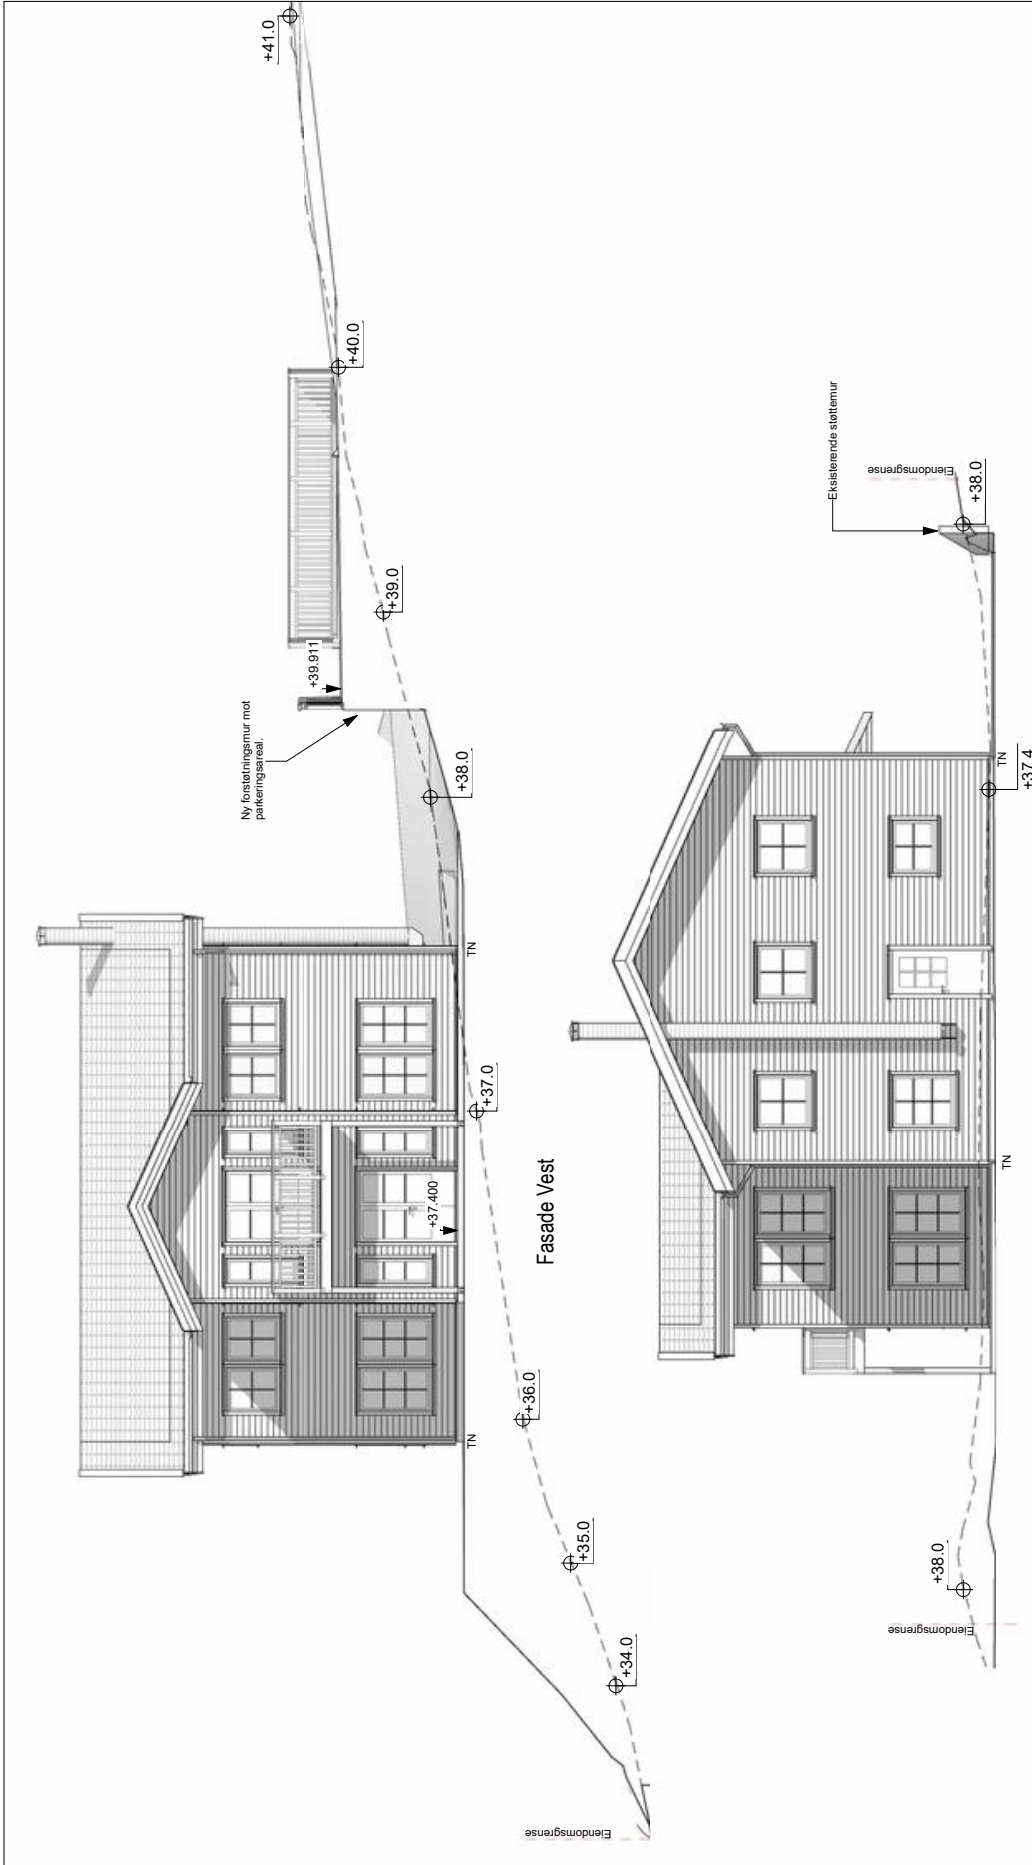 Eiendomsgrense
+34.0
+35.0
+36.0
TN
+37.400
+37.0
TN
+38.0
Ny forstøtningsmur mot
parkeringsareal.
+39.911
+39.0
+40.0
+41.0
Fasade Vest
Eiendomsgrense
+38.0
TN
TN
+37.4
Eksisterende støttemur
Eiendomsgrense
+38.0